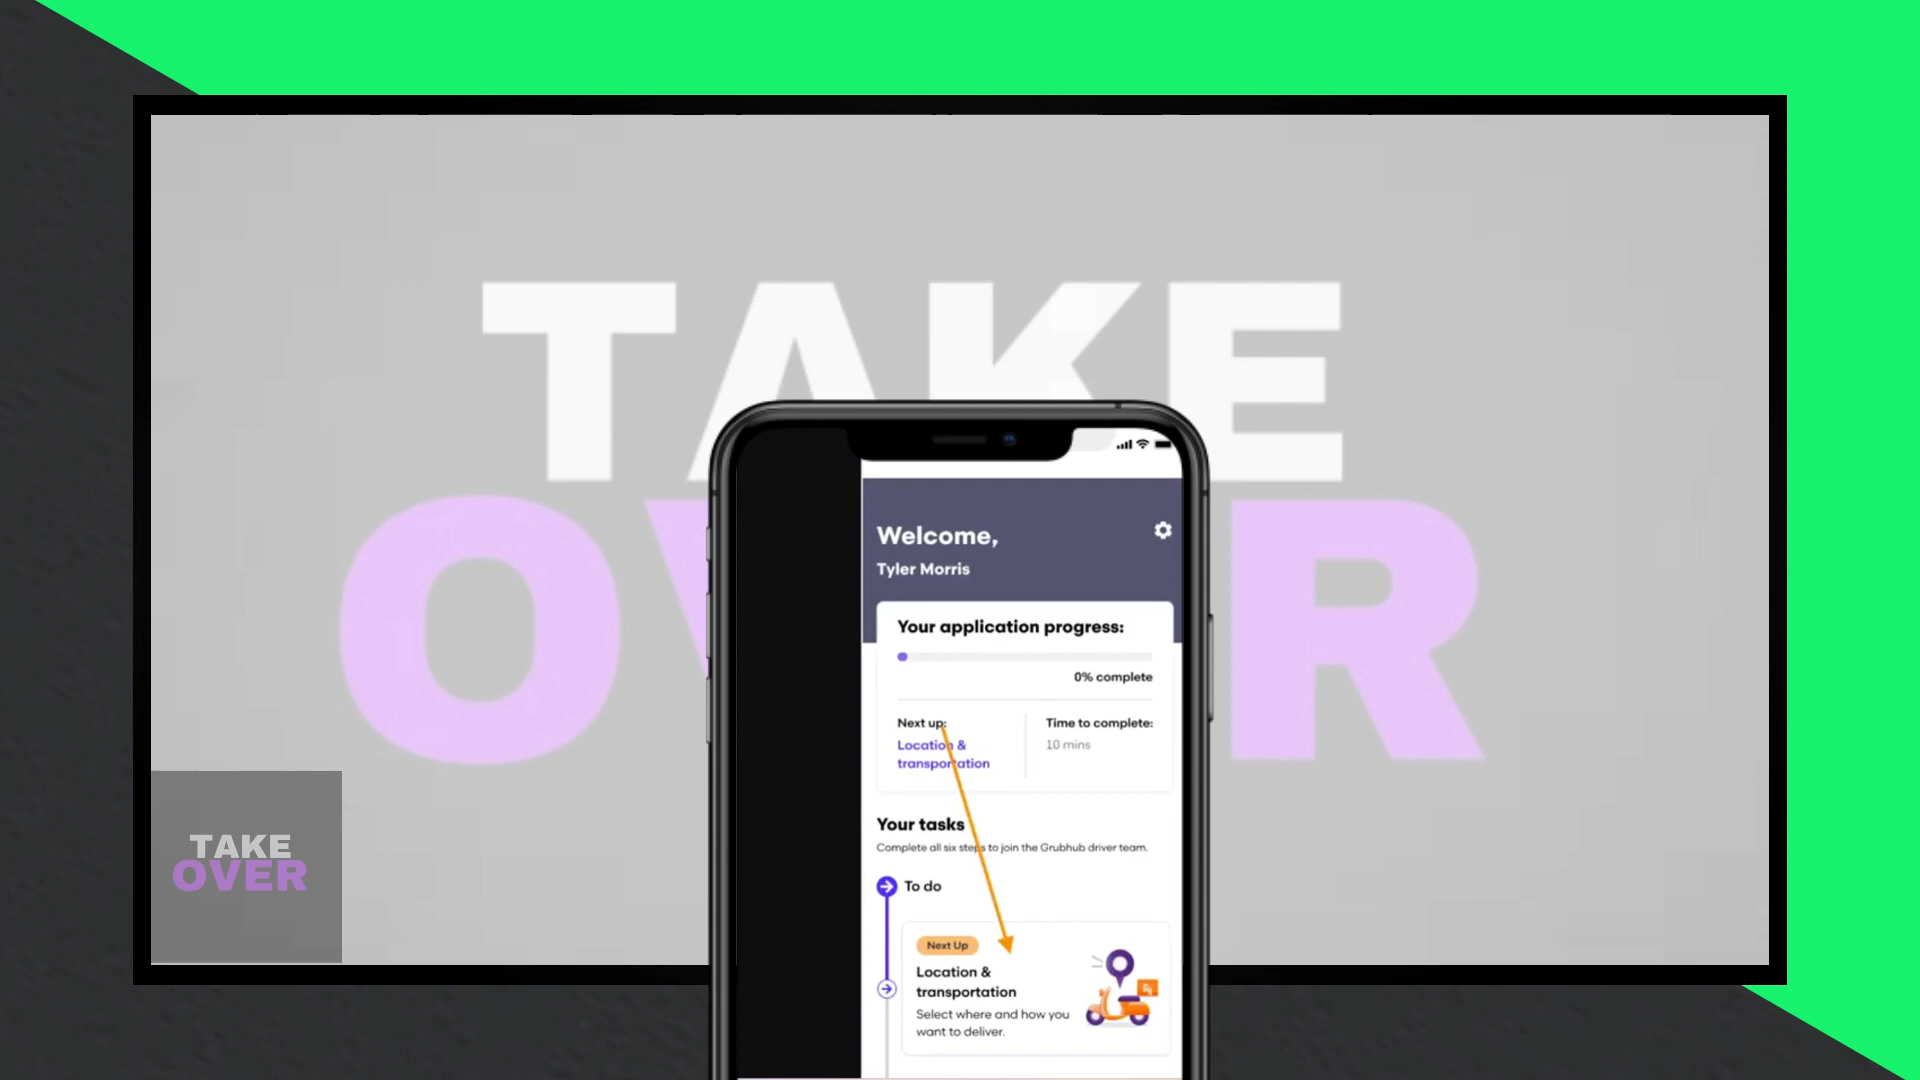 TAKE
OVER
Welcome,
Tyler Morris
Your application progress:
0% complete
Next up:
Location &
transportation
Time to complete:
10 mins
Your tasks
Complete all six steps to join the Grubhub driver team.
To do
Next Up
Location &
transportation
Select where and how you
want to deliver.
TAKE
OVER